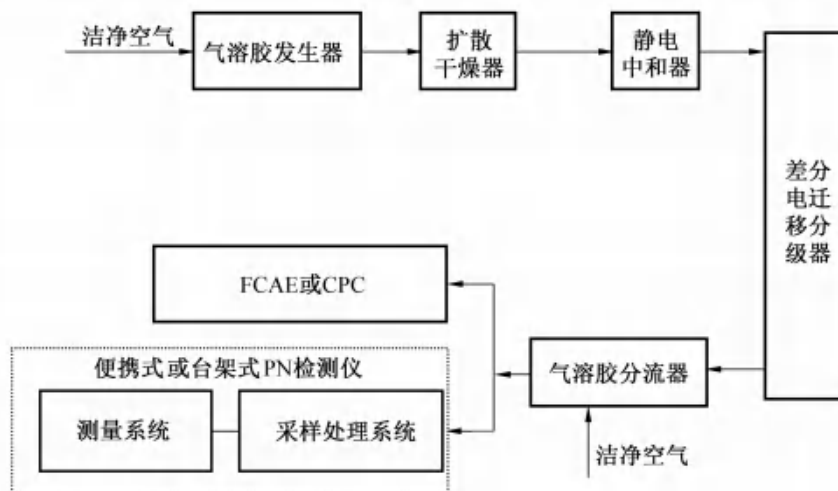 洁净空气
气溶胶发生器
扩散
干燥器
静电
中和器
差分
电迁
移分
级器
FCAE或CPC
便携式或台架式PN检测仪
测量系统
采样处理系统
气溶胶分流器
洁净空气